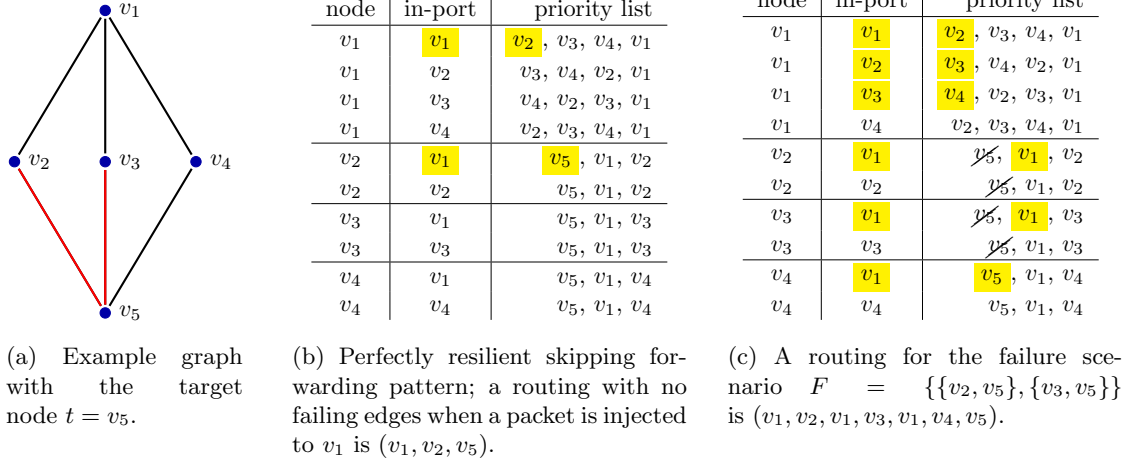 v1
v2
v3
v4
v5
(a) Example graph
with the target
node t = v5.
node in-port priority list
v1 v1 v2, v3, v4, v1
v1 v2 v3, v4, v2, v1
v1 v3 v4, v2, v3, v1
v1 v4 v2, v3, v4, v1
v2 v1 v5, v1, v2
v2 v2 v5, v1, v2
v3 v1 v5, v1, v3
v3 v3 v5, v1, v3
v4 v1 v5, v1, v4
v4 v4 v5, v1, v4
(b) Perfectly resilient skipping for-
warding pattern; a routing with no
failing edges when a packet is injected
to v1 is (v1, v2, v5).
node in-port priority list
v1 v1 v2, v3, v4, v1
v1 v2 v3, v4, v2, v1
v1 v3 v4, v2, v3, v1
v1 v4 v2, v3, v4, v1
v2 v1 v5, v1, v2
v2 v2 v5, v1, v2
v3 v1 v5, v1, v3
v3 v3 v5, v1, v3
v4 v1 v5, v1, v4
v4 v4 v5, v1, v4
(c) A routing for the failure sce-
nario F = {{v2, v5}, {v3, v5}}
is (v1, v2, v1, v3, v1, v4, v5).